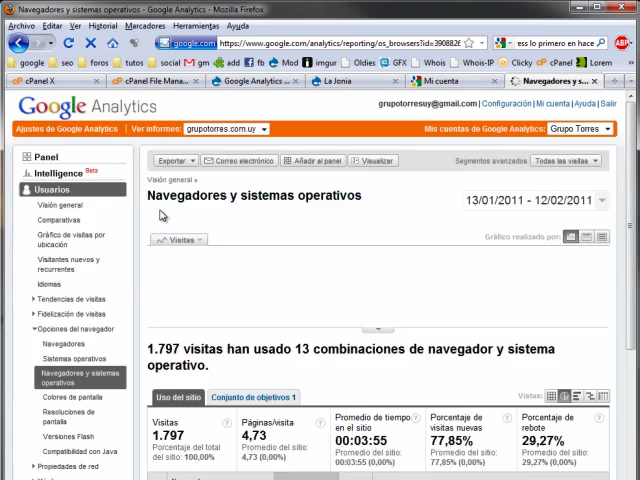 Navegadores y sistemas operativos - Google Analytics - Mozilla Firefox
Archivo Editar Ver Historial Marcadores Herramientas Ayuda
google.com https://www.google.com/analytics/reporting/os_browsers?id=3908826 ess lo primero en hace ABP
google seo foros tutos social gm add fb Mod imgur Oldies GFX Whois Whois-IP Clicky cPanel Lorem
cPanel X cPanel File Mana... Google Analytics ... La Jonia Mi cuenta Navegadores y s...
Google Analytics
grupotorresuy@gmail.com | Configuración | Mi cuenta | Ayuda | Salir
Ajustes de Google Analytics | Ver informes: grupotorres.com.uy Mis cuentas de Google Analytics: Grupo Torres
Panel
Intelligence Beta
Usuarios
Visión general
Comparativas
Gráfico de visitas por
ubicación
Visitantes nuevos y
recurrentes
Idiomas
Tendencias de visitas
Fidelización de visitas
Opciones del navegador
Navegadores
Sistemas operativos
Navegadores y sistemas
operativos
Colores de pantalla
Resoluciones de
pantalla
Versiones Flash
Compatibilidad con Java
Propiedades de red
Exportar Correo electrónico Añadir al panel Visualizar
Segmentos avanzados: Todas las visitas
Visión general »
Navegadores y sistemas operativos
13/01/2011 - 12/02/2011
Visitas
Gráfico realizado por:
1.797 visitas han usado 13 combinaciones de navegador y sistema
operativo.
Uso del sitio Conjunto de objetivos 1
Vistas:
Visitas
1.797
Porcentaje del total
del sitio: 100,00%
Páginas/visita
4,73
Promedio del sitio:
4,73 (0,00%)
Promedio de tiempo
en el sitio
00:03:55
Promedio del sitio:
00:03:55 (0,00%)
Porcentaje de
visitas nuevas
77,85%
Promedio del sitio:
77,85% (0,00%)
Porcentaje de
rebote
29,27%
Promedio del sitio:
29,27% (0,00%)